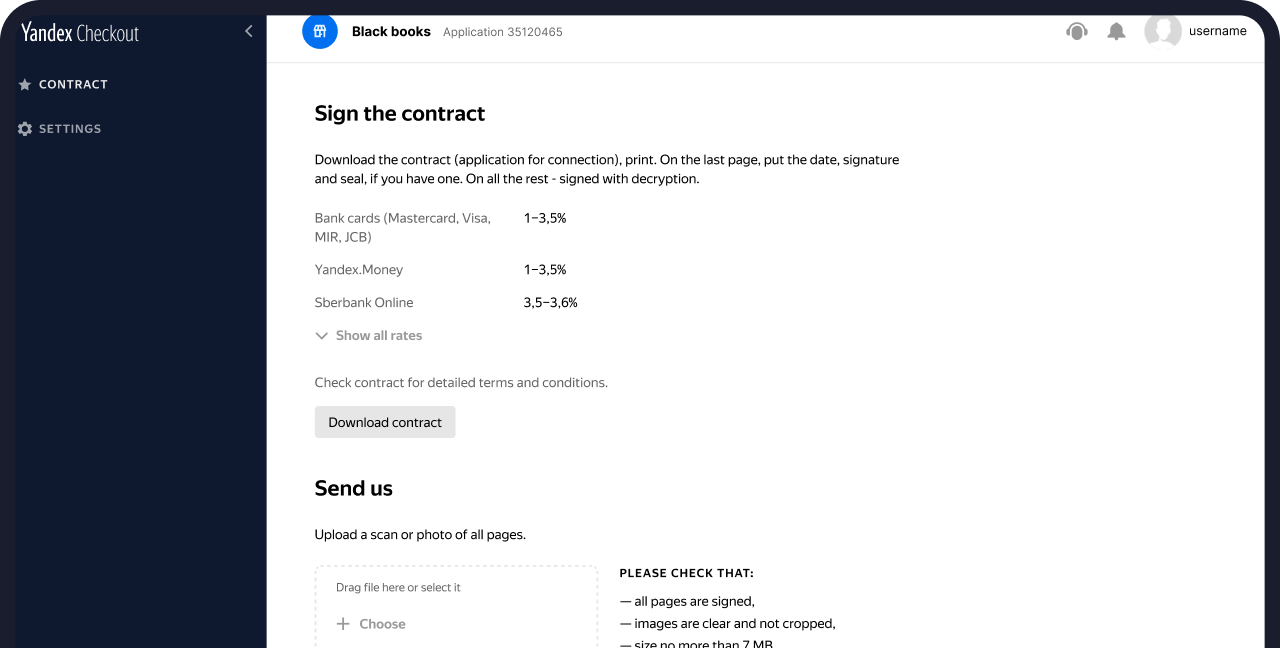 Yandex Checkout
Black books Application 35120465
username
CONTRACT
SETTINGS
Sign the contract
Download the contract (application for connection), print. On the last page, put the date, signature
and seal, if you have one. On all the rest - signed with decryption.
Bank cards (Mastercard, Visa, 1–3,5%
MIR, JCB)
Yandex.Money 1–3,5%
Sberbank Online 3,5–3,6%
Show all rates
Check contract for detailed terms and conditions.
Download contract
Send us
Upload a scan or photo of all pages.
Drag file here or select it
+ Choose
PLEASE CHECK THAT:
— all pages are signed,
— images are clear and not cropped,
— size no more than 7 MB